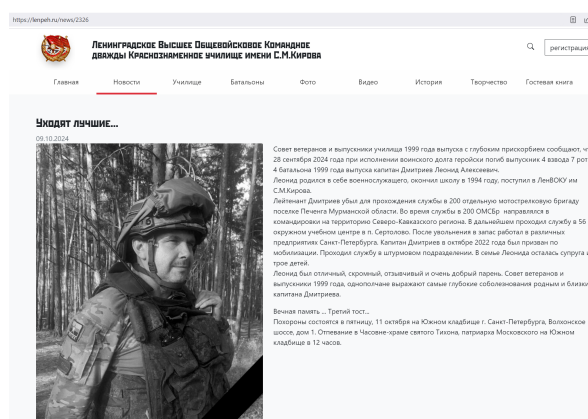 https://lenpeh.ru/news/2326
Ленинградское Высшее Общевойсковое Командное
дважды Краснознаменное училище имени С.М.Кирова
регистрация
Главная Новости Училище Батальоны Фото Видео История Творчество Гостевая книга
Уходят лучшие...
09.10.2024
Совет ветеранов и выпускники училища 1999 года выпуска с глубоким прискорбием сообщают, чт
28 сентября 2024 года при исполнении воинского долга геройски погиб выпускник 4 взвода 7 рот
4 батальона 1999 года выпуска капитан Дмитриев Леонид Алексеевич.
Леонид родился в себе военнослужащего, окончил школу в 1994 году, поступил в ЛенВОКУ им
С.М.Кирова.
Лейтенант Дмитриев убыл для прохождения службы в 200 отдельную мотострелковую бригаду
поселке Печенга Мурманской области. Во время службы в 200 ОМСБр направлялся в
командировки на территорию Северо-Кавказского региона. В дальнейшем проходил службу в 56
окружном учебном центре в п. Сертолово. После увольнения в запас работал в различных
предприятиях Санкт-Петербурга. Капитан Дмитриев в октябре 2022 года был призван по
мобилизации. Проходил службу в штурмовом подразделении. В семье Леонида осталась супруга и
трое детей.
Леонид был отличный, скромный, отзывчивый и очень добрый парень. Совет ветеранов и
выпускники 1999 года, однополчане выражают самые глубокие соболезнования родным и близки
капитана Дмитриева.
Вечная память ... Третий тост...
Похороны состоятся в пятницу, 11 октября на Южном кладбище г. Санкт-Петербурга, Волхонское
шоссе, дом 1. Отпевание в Часовне-храме святого Тихона, патриарха Московского на Южном
кладбище в 12 часов.